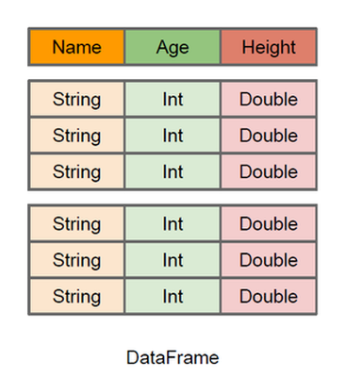 Name Age Height
String Int Double
String Int Double
String Int Double
String Int Double
String Int Double
String Int Double
DataFrame